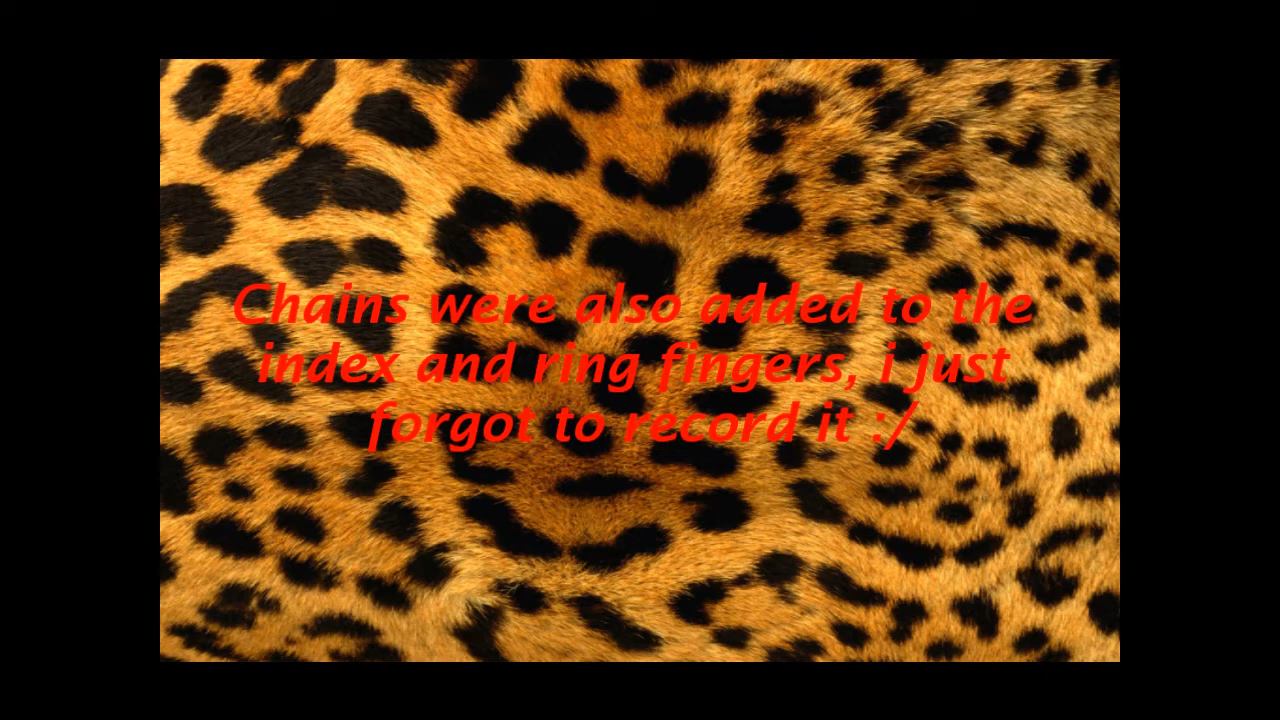 Chains were also added to the
index and ring fingers, i just
forgot to record it :/